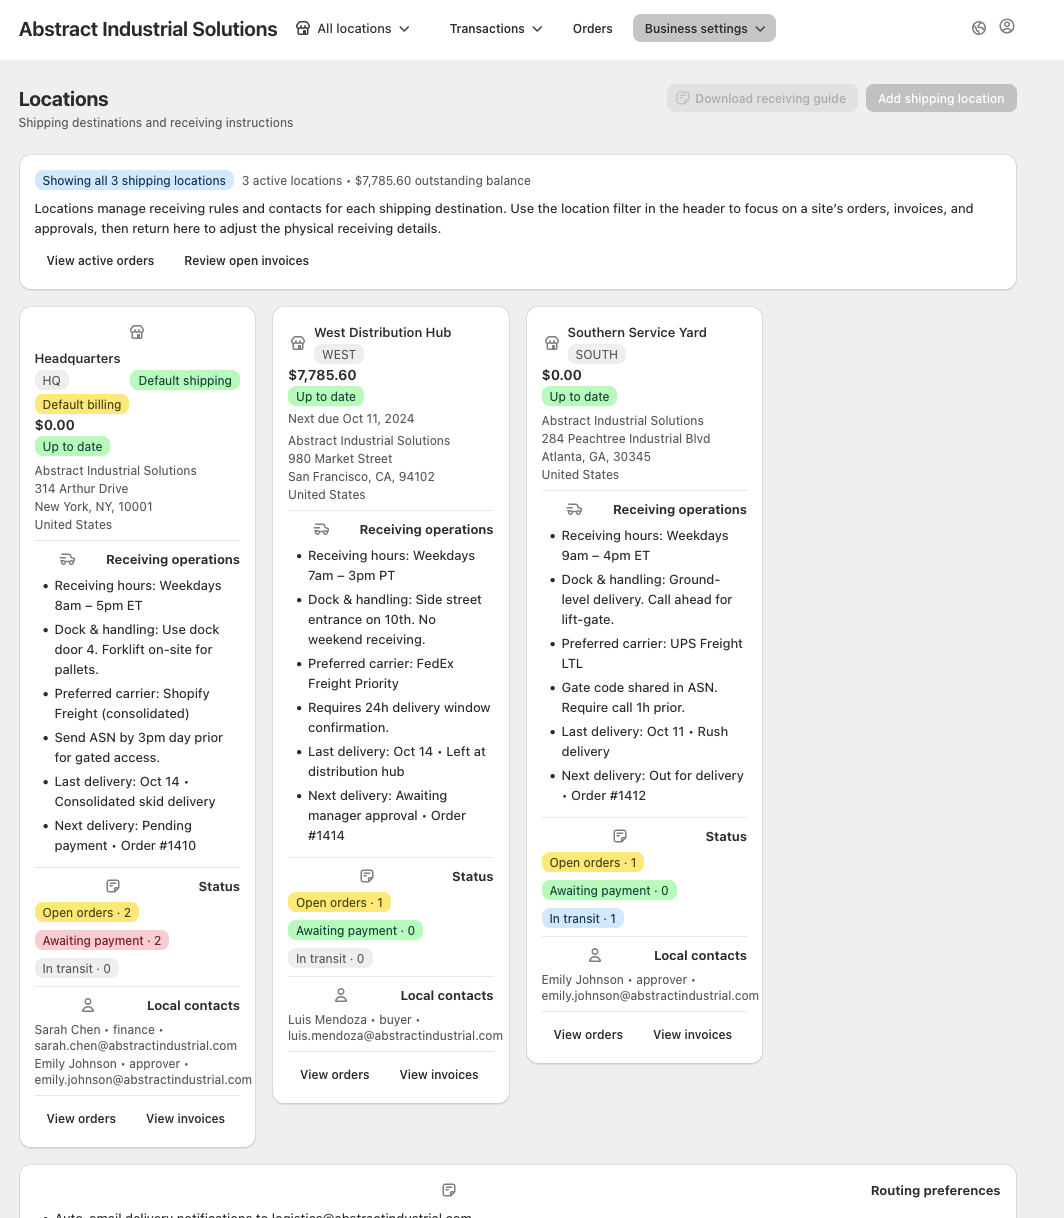 Abstract Industrial Solutions
All locations
Transactions
Orders
Business settings
Locations
Shipping destinations and receiving instructions
Download receiving guide
Add shipping location
Showing all 3 shipping locations
3 active locations • $7,785.60 outstanding balance
Locations manage receiving rules and contacts for each shipping destination. Use the location filter in the header to focus on a site's orders, invoices, and
approvals, then return here to adjust the physical receiving details.
View active orders
Review open invoices
Headquarters
HQ
Default shipping
Default billing
$0.00
Up to date
Abstract Industrial Solutions
314 Arthur Drive
New York, NY, 10001
United States
Receiving operations
• Receiving hours: Weekdays
8am – 5pm ET
• Dock & handling: Use dock
door 4. Forklift on-site for
pallets.
• Preferred carrier: Shopify
Freight (consolidated)
• Send ASN by 3pm day prior
for gated access.
• Last delivery: Oct 14 •
Consolidated skid delivery
• Next delivery: Pending
payment • Order #1410
Status
Open orders · 2
Awaiting payment · 2
In transit · 0
Local contacts
Sarah Chen • finance •
sarah.chen@abstractindustrial.com
Emily Johnson • approver •
emily.johnson@abstractindustrial.com
View orders
View invoices
West Distribution Hub
WEST
$7,785.60
Up to date
Next due Oct 11, 2024
Abstract Industrial Solutions
980 Market Street
San Francisco, CA, 94102
United States
Receiving operations
• Receiving hours: Weekdays
7am – 3pm PT
• Dock & handling: Side street
entrance on 10th. No
weekend receiving.
• Preferred carrier: FedEx
Freight Priority
• Requires 24h delivery window
confirmation.
• Last delivery: Oct 14 • Left at
distribution hub
• Next delivery: Awaiting
manager approval • Order
#1414
Status
Open orders · 1
Awaiting payment · 0
In transit · 0
Local contacts
Luis Mendoza • buyer •
luis.mendoza@abstractindustrial.com
View orders
View invoices
Southern Service Yard
SOUTH
$0.00
Up to date
Abstract Industrial Solutions
284 Peachtree Industrial Blvd
Atlanta, GA, 30345
United States
Receiving operations
• Receiving hours: Weekdays
9am – 4pm ET
• Dock & handling: Ground-
level delivery. Call ahead for
lift-gate.
• Preferred carrier: UPS Freight
LTL
• Gate code shared in ASN.
Require call 1h prior.
• Last delivery: Oct 11 • Rush
delivery
• Next delivery: Out for delivery
• Order #1412
Status
Open orders · 1
Awaiting payment · 0
In transit · 1
Local contacts
Emily Johnson • approver •
emily.johnson@abstractindustrial.com
View orders
View invoices
Routing preferences
• Auto-email delivery notifications to logistics@abstractindustrial.com